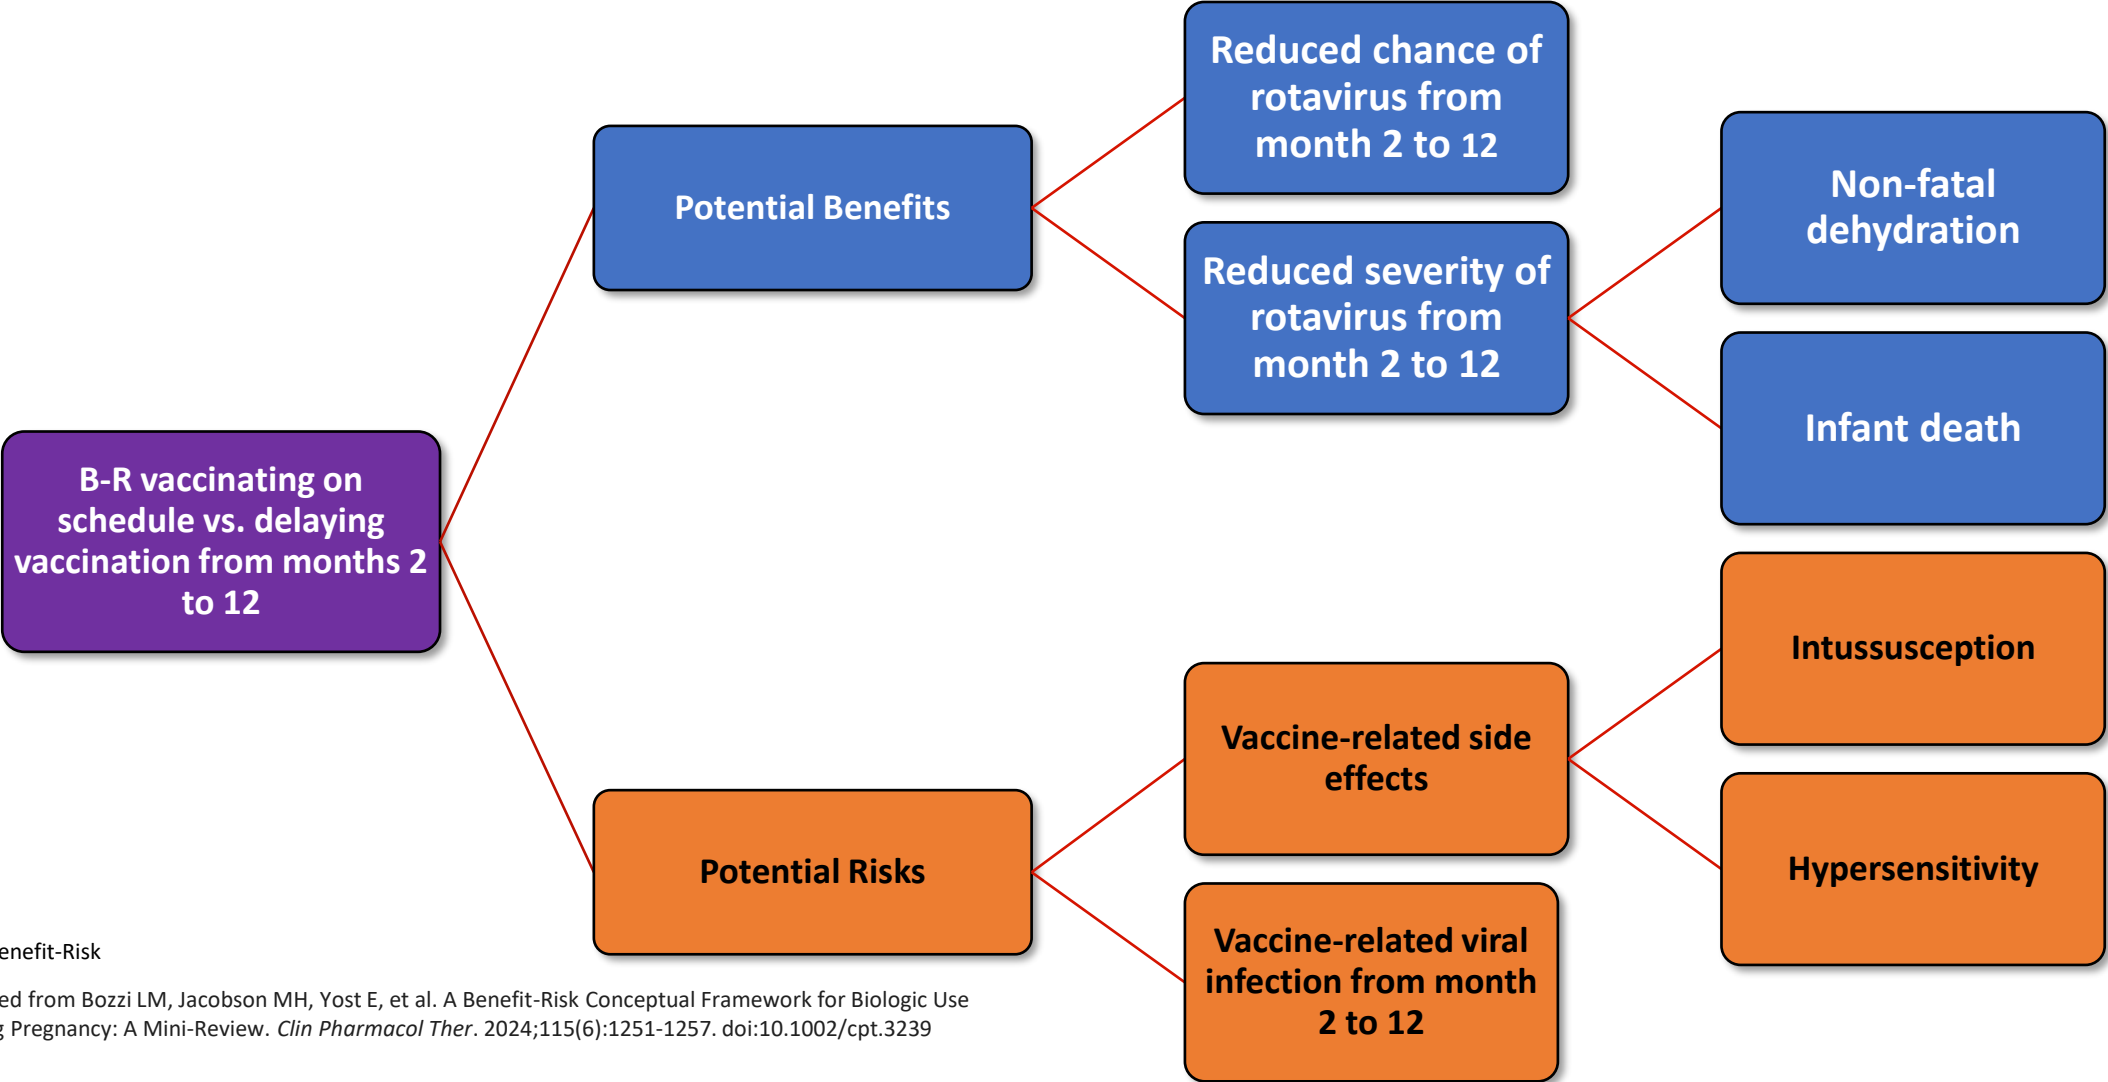 Reduced chance of
rotavirus from
month 2 to 12
Potential Benefits
Non-fatal
dehydration
Reduced severity of
rotavirus from
month 2 to 12
Infant death
B-R vaccinating on
schedule vs. delaying
vaccination from months 2
to 12
Intussusception
Vaccine-related side
effects
Potential Risks
Hypersensitivity
Vaccine-related viral
infection from month
2 to 12
enefit-Risk
ed from Bozzi LM, Jacobson MH, Yost E, et al. A Benefit-Risk Conceptual Framework for Biologic Use
g Pregnancy: A Mini-Review. Clin Pharmacol Ther. 2024;115(6):1251-1257. doi:10.1002/cpt.3239